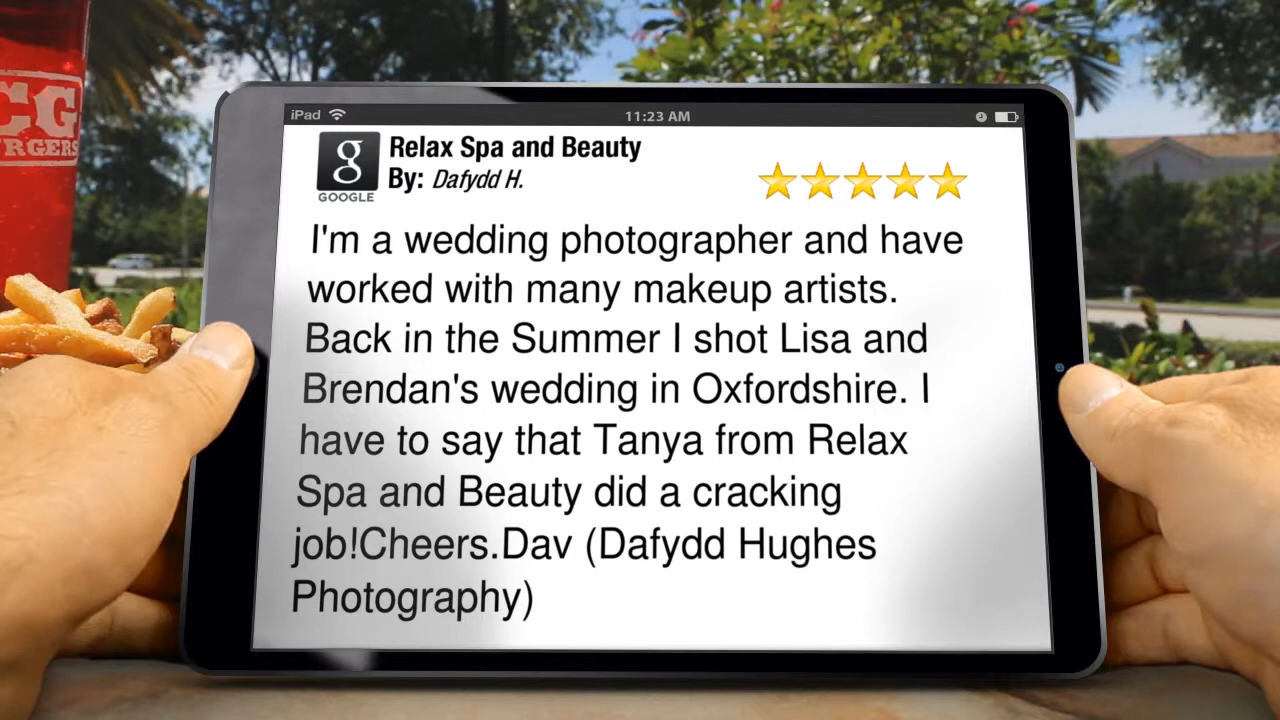 CG
URGERS
iPad
11:23 AM
g
GOOGLE
Relax Spa and Beauty
By: Dafydd H.
I'm a wedding photographer and have
worked with many makeup artists.
Back in the Summer I shot Lisa and
Brendan's wedding in Oxfordshire. I
have to say that Tanya from Relax
Spa and Beauty did a cracking
job!Cheers.Dav (Dafydd Hughes
Photography)